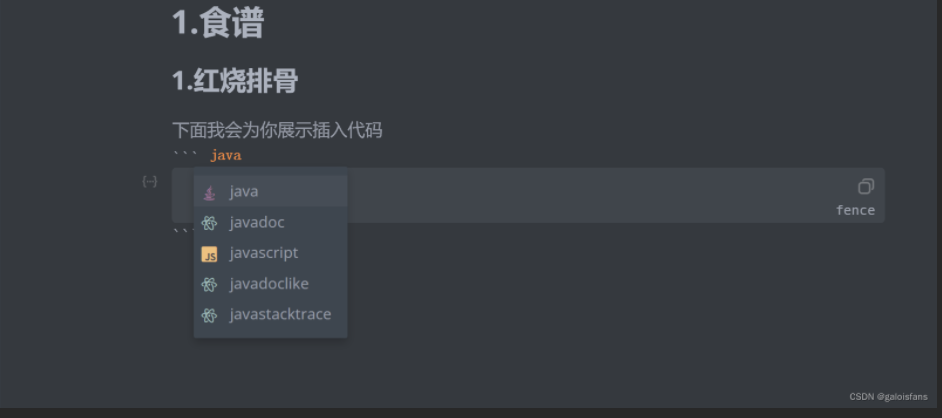 1.食谱
1.红烧排骨
下面我会为你展示插入代码
``` java
{··}
java
fence
javadoc
```
JS javascript
javadoclike
javastacktrace
CSDN @galoisfans